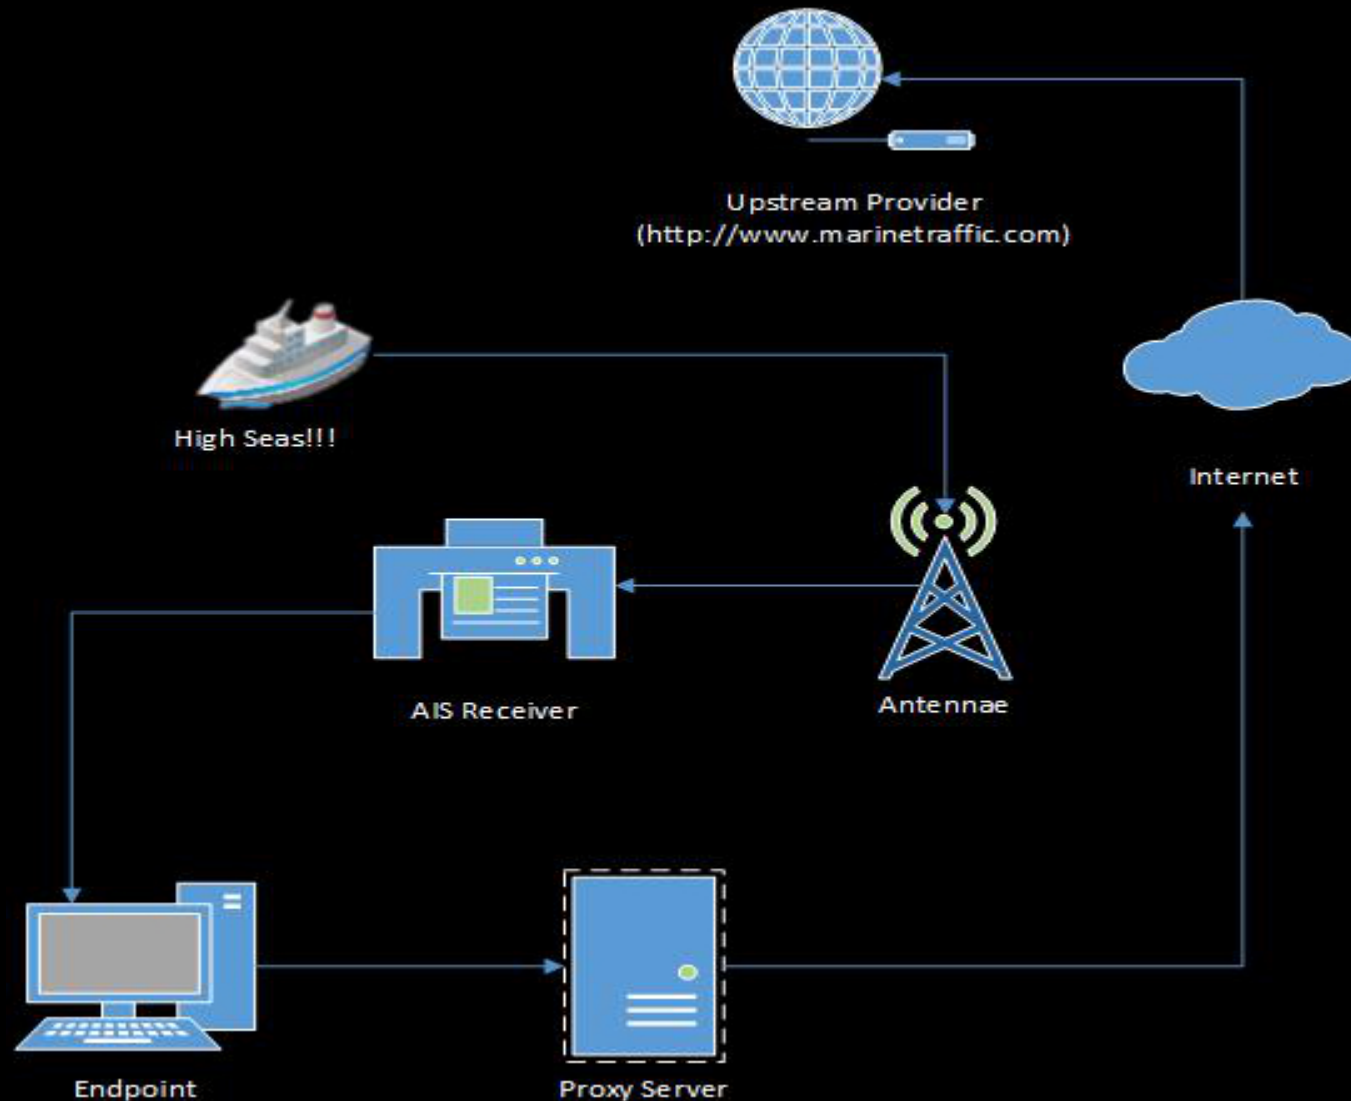 Upstream Provider
(http://www.marinetraffic.com)
High Seas!!!
Internet
AIS Receiver
Antennae
Endpoint
Proxy Server